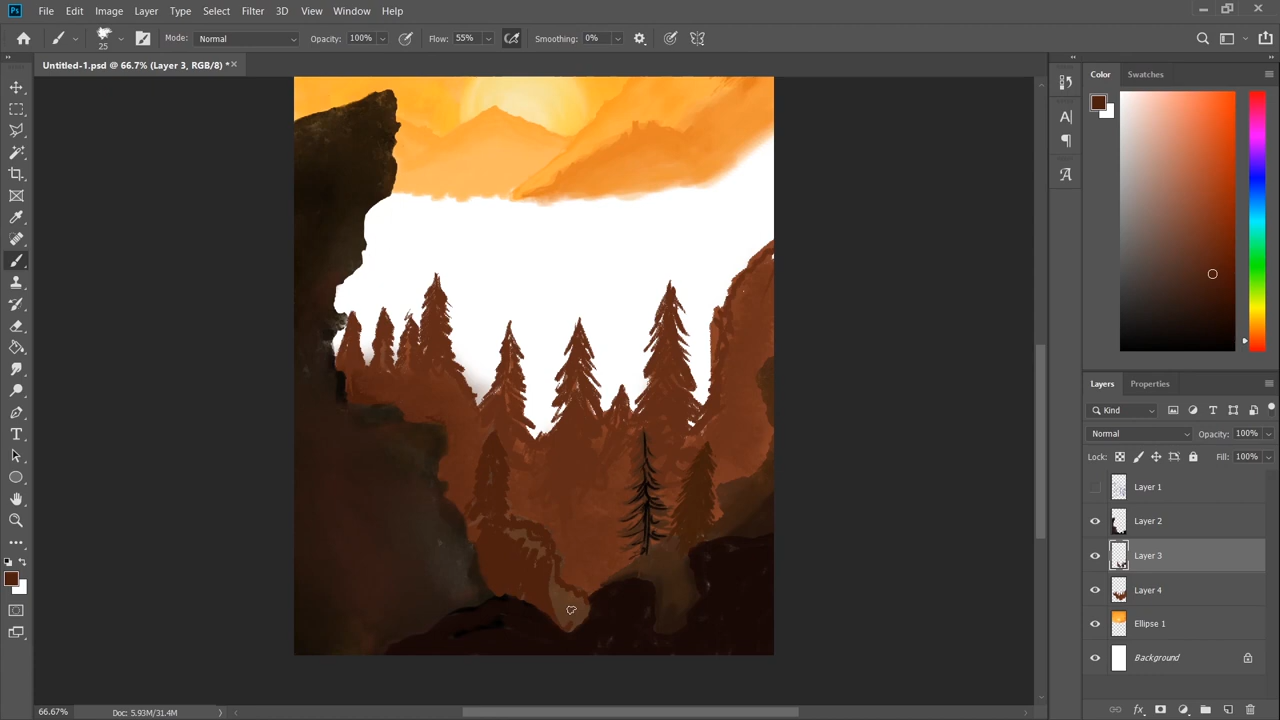 Ps File Edit Image Layer Type Select Filter 3D View Window Help
25 Mode: Normal Opacity: 100% Flow: 55% Smoothing: 0%
Untitled-1.psd @ 66.7% (Layer 3, RGB/8) *
Color Swatches
Layers Properties
Kind
Normal Opacity: 100%
Lock: Fill: 100%
Layer 1
Layer 2
Layer 3
Layer 4
Ellipse 1
Background
66.67% Doc: 5.93M/31.4M